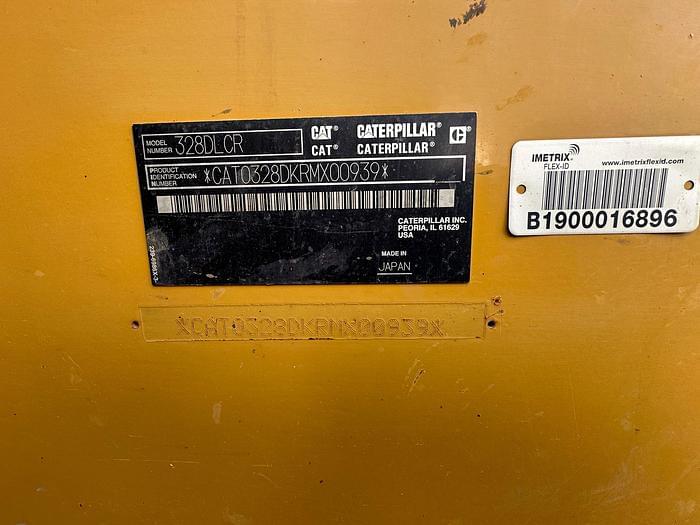 MODEL NUMBER 328DLCR
CAT® CATERPILLAR® C®
CAT® CATERPILLAR®
PRODUCT IDENTIFICATION NUMBER *CAT0328DKRMX00939*
CATERPILLAR INC.
PEORIA, IL 61629
USA
MADE IN
JAPAN
*CAT0328DKRMX00939*
IMETRIX
FLEX-ID
www.imetrixflexid.com
B1900016896